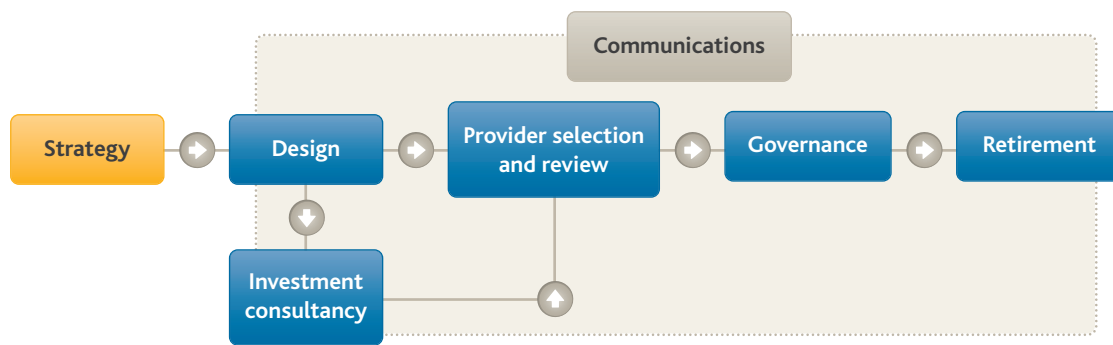 Communications
Strategy
Design
Provider selection
and review
Governance
Retirement
Investment
consultancy